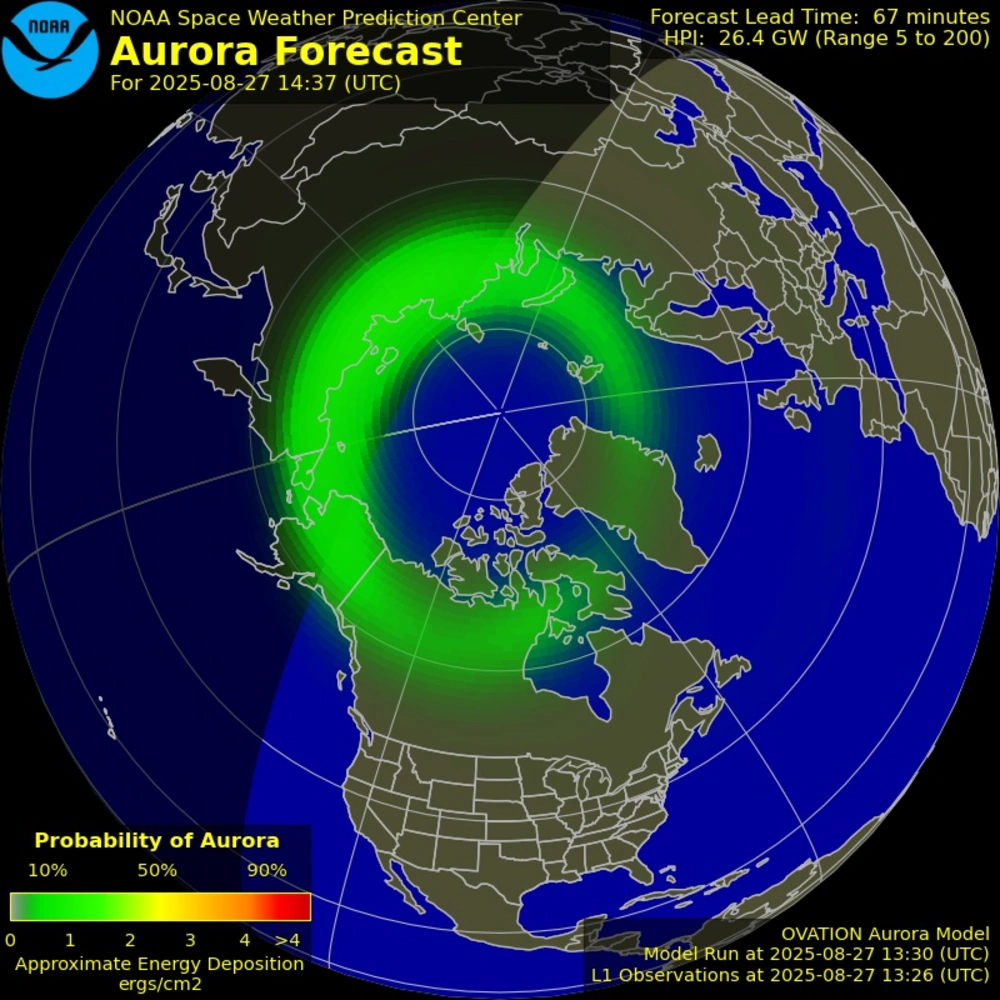 NOAA
NOAA Space Weather Prediction Center
Aurora Forecast
For 2025-08-27 14:37 (UTC)
Forecast Lead Time: 67 minutes
HPI: 26.4 GW (Range 5 to 200)
Probability of Aurora
10% 50% 90%
0 1 2 3 4 >4
Approximate Energy Deposition
ergs/cm2
OVATION Aurora Model
Model Run at 2025-08-27 13:30 (UTC)
L1 Observations at 2025-08-27 13:26 (UTC)